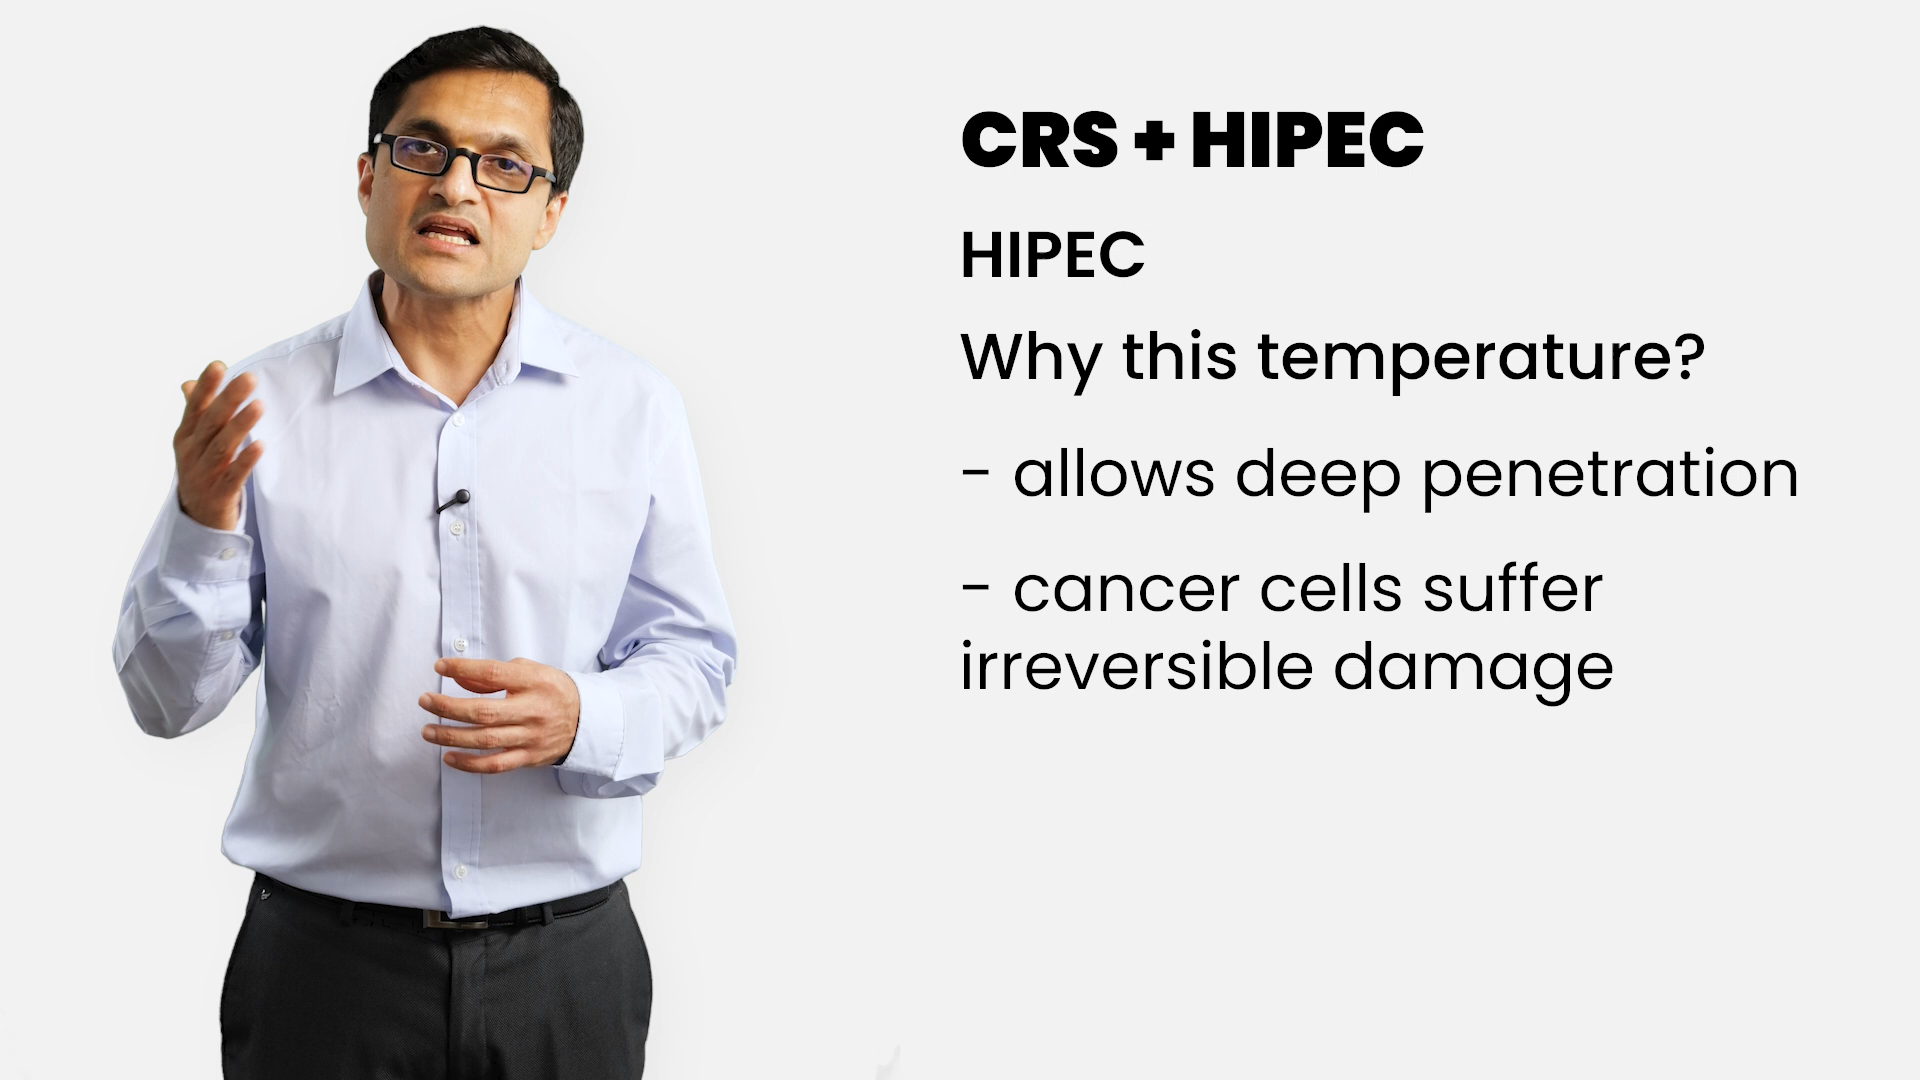 CRS + HIPEC
HIPEC
Why this temperature?
- allows deep penetration
- cancer cells suffer
irreversible damage